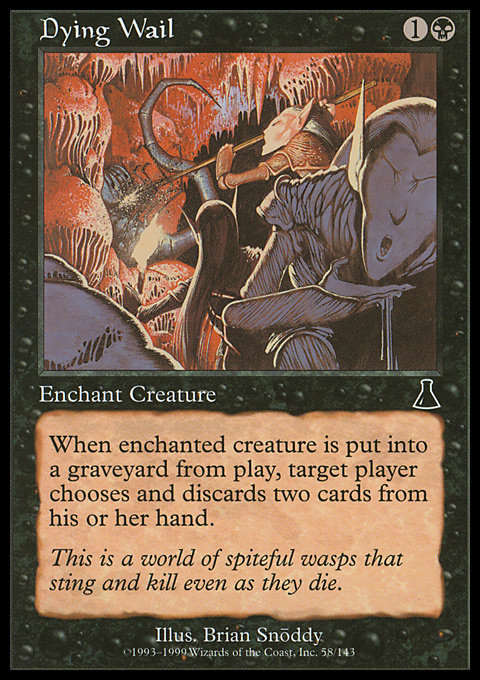 Dying Wail 1
Enchant Creature
When enchanted creature is put into
a graveyard from play, target player
chooses and discards two cards from
his or her hand.
This is a world of spiteful wasps that
sting and kill even as they die.
Illus. Brian Snōddy
©1993–1999 Wizards of the Coast, Inc. 58/143